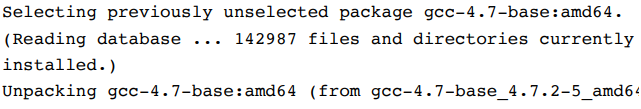 Selecting previously unselected package gcc-4.7-base:amd64.
(Reading database ... 142987 files and directories currently
installed.)
Unpacking gcc-4.7-base:amd64 (from gcc-4.7-base_4.7.2-5_amd64